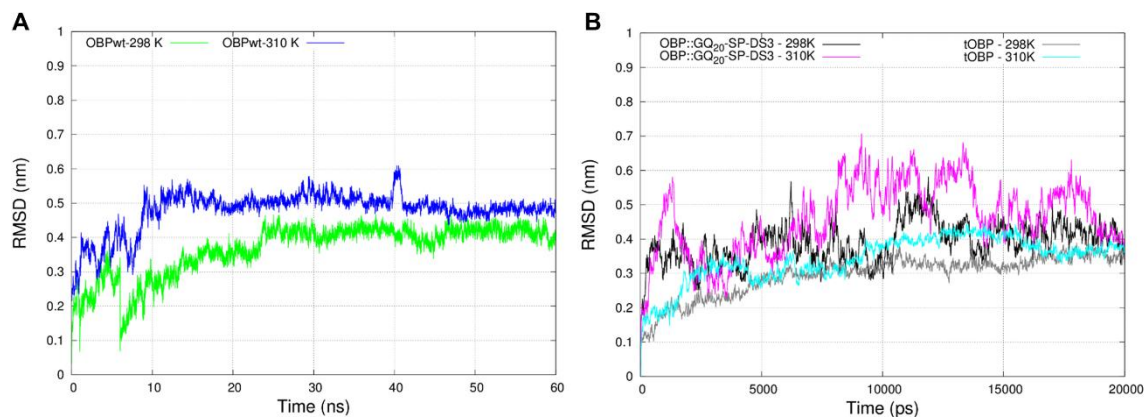 A
OBPwt-298 K OBPwt-310 K
1
0.9
0.8
0.7
0.6
0.5
0.4
0.3
0.2
0.1
0
RMSD (nm)
0 10 20 30 40 50 60
Time (ns)
B
OBP::GQ20-SP-DS3 - 298K tOBP - 298K
OBP::GQ20-SP-DS3 - 310K tOBP - 310K
1
0.9
0.8
0.7
0.6
0.5
0.4
0.3
0.2
0.1
0
RMSD (nm)
0 5000 10000 15000 20000
Time (ps)